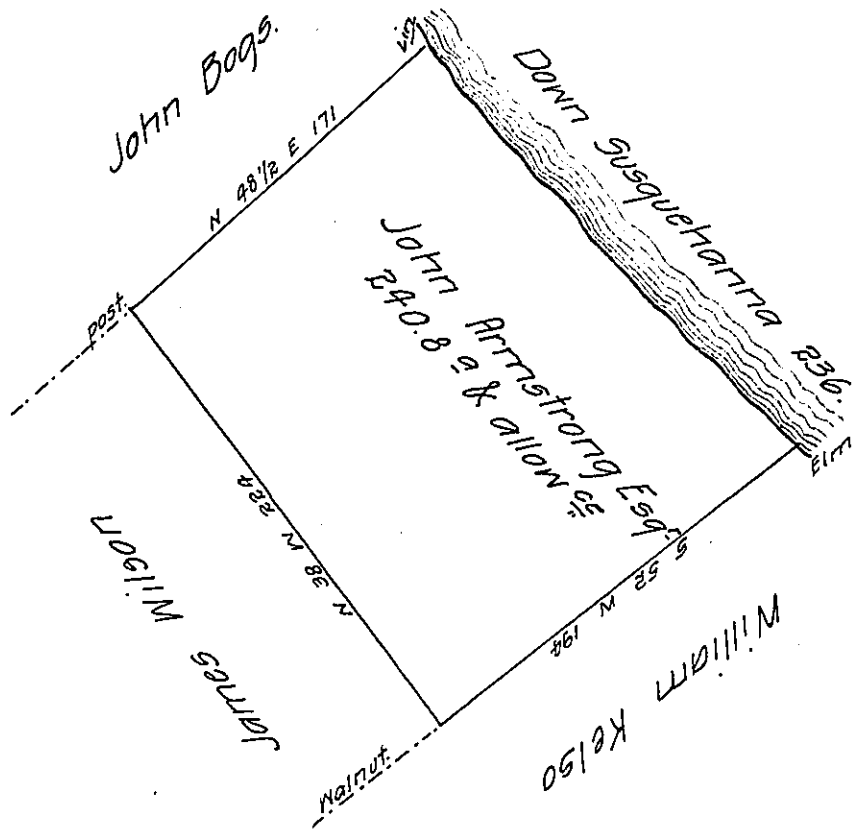 John Bogs.
N 48½ E 171
Down Susquehanna 236.
John Armstrong Esqr.
240.8 a & allowce
post.
Elm
N 38 W 224
S 52 W 194
James Wilson
William Kelso
Walnut.